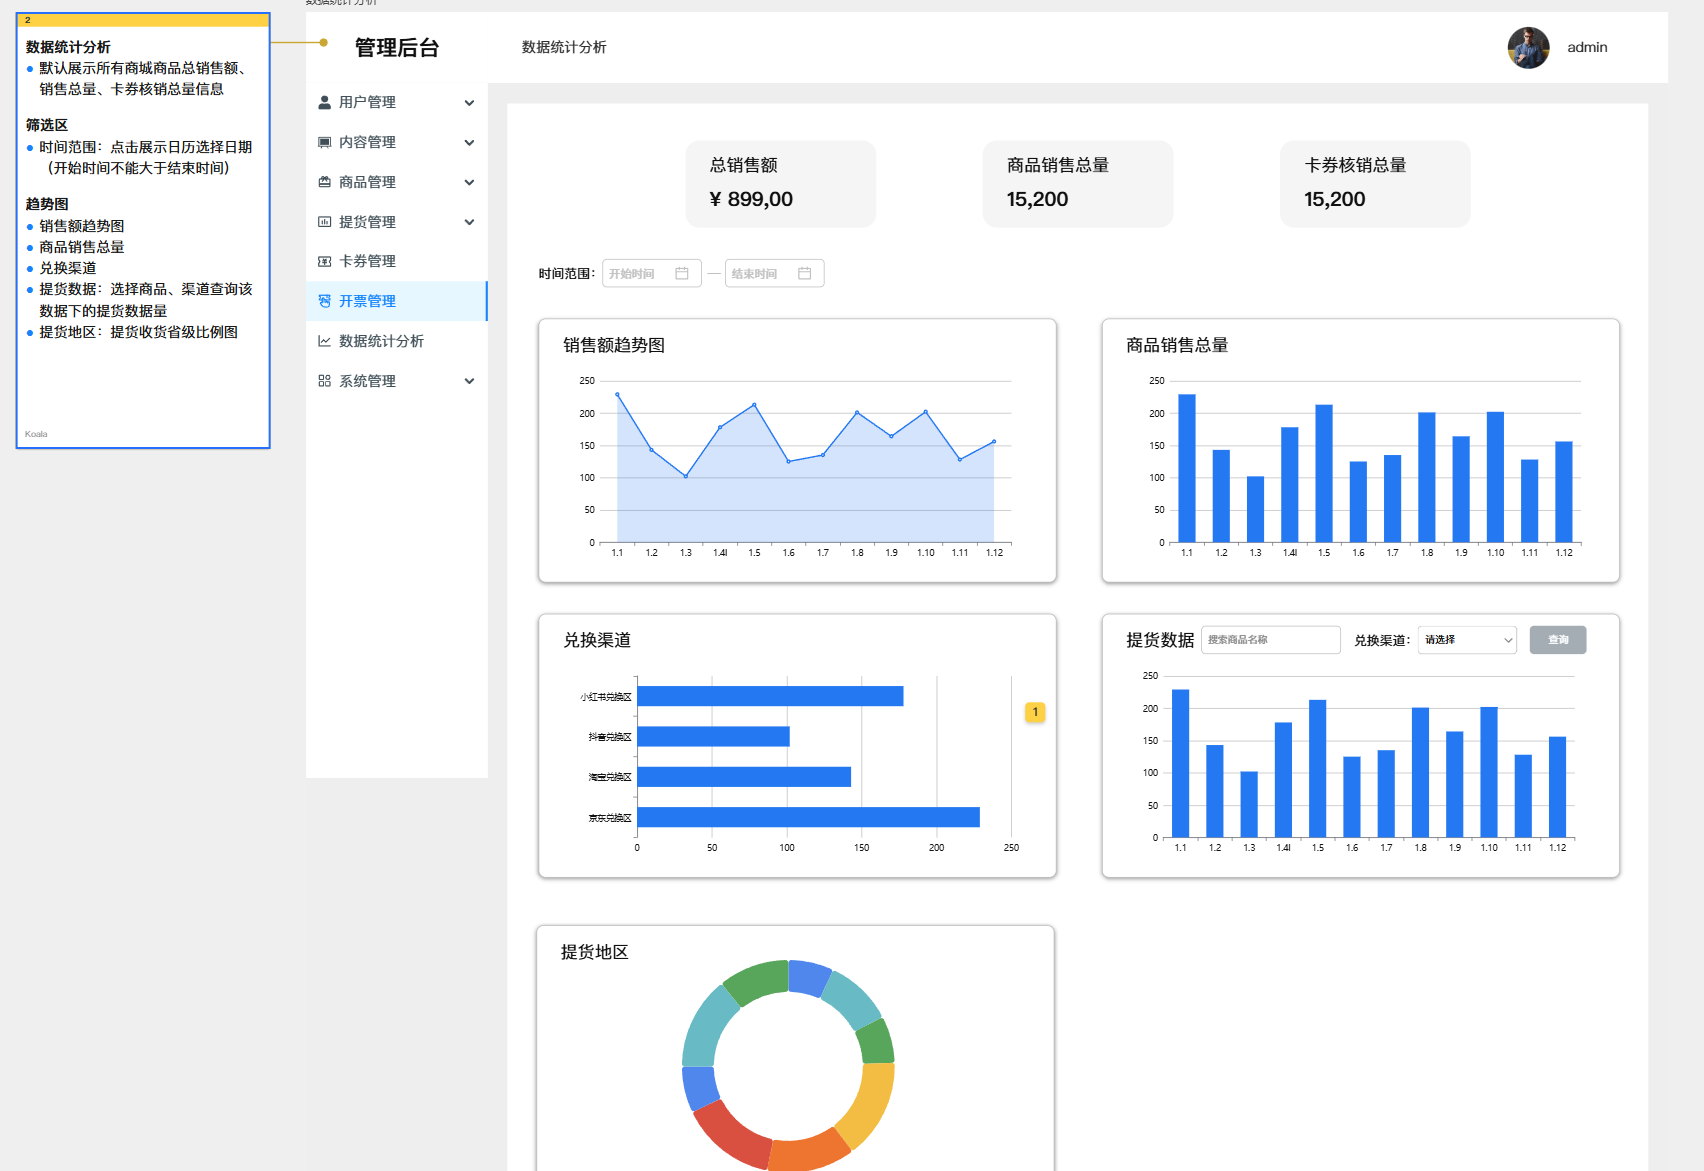 数据统计分析
2
数据统计分析
默认展示所有商城商品总销售额、
销售总量、卡券核销总量信息
筛选区
时间范围：点击展示日历选择日期
（开始时间不能大于结束时间）
趋势图
销售额趋势图
商品销售总量
兑换渠道
提货数据：选择商品、渠道查询该
数据下的提货数据量
提货地区：提货收货省级比例图
Koala
管理后台
数据统计分析
admin
用户管理
内容管理
商品管理
提货管理
卡券管理
开票管理
数据统计分析
系统管理
总销售额
¥ 899,00
商品销售总量
15,200
卡券核销总量
15,200
时间范围：
开始时间
—
结束时间
销售额趋势图
250
200
150
100
50
0
1.1 1.2 1.3 1.4l 1.5 1.6 1.7 1.8 1.9 1.10 1.11 1.12
商品销售总量
250
200
150
100
50
0
1.1 1.2 1.3 1.4l 1.5 1.6 1.7 1.8 1.9 1.10 1.11 1.12
兑换渠道
小红书兑换区
抖音兑换区
淘宝兑换区
京东兑换区
0 50 100 150 200 250
1
提货数据 搜索商品名称 兑换渠道： 请选择 查询
250
200
150
100
50
0
1.1 1.2 1.3 1.4l 1.5 1.6 1.7 1.8 1.9 1.10 1.11 1.12
提货地区